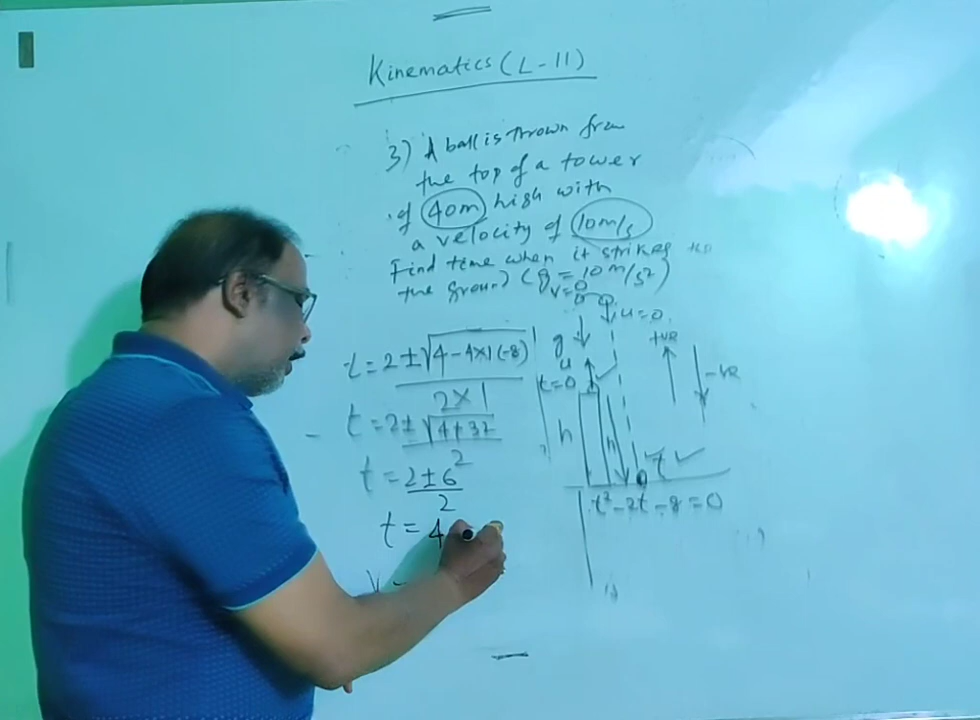 Kinematics (L-11)
3) A ball is thrown from
the top of a tower
of 40m high with
a velocity of 10m/s
Find time when it strikes
the ground (g = 10m/s²)
v=0
u=0
g
u
t=0
+ve
-ve
h
h
t
t² - 2t - 8 = 0
t = 2 ± √4 - 4×1(-8)
2×1
t = 2 ± √4+32
2
t = 2 ± 6
2
t = 4